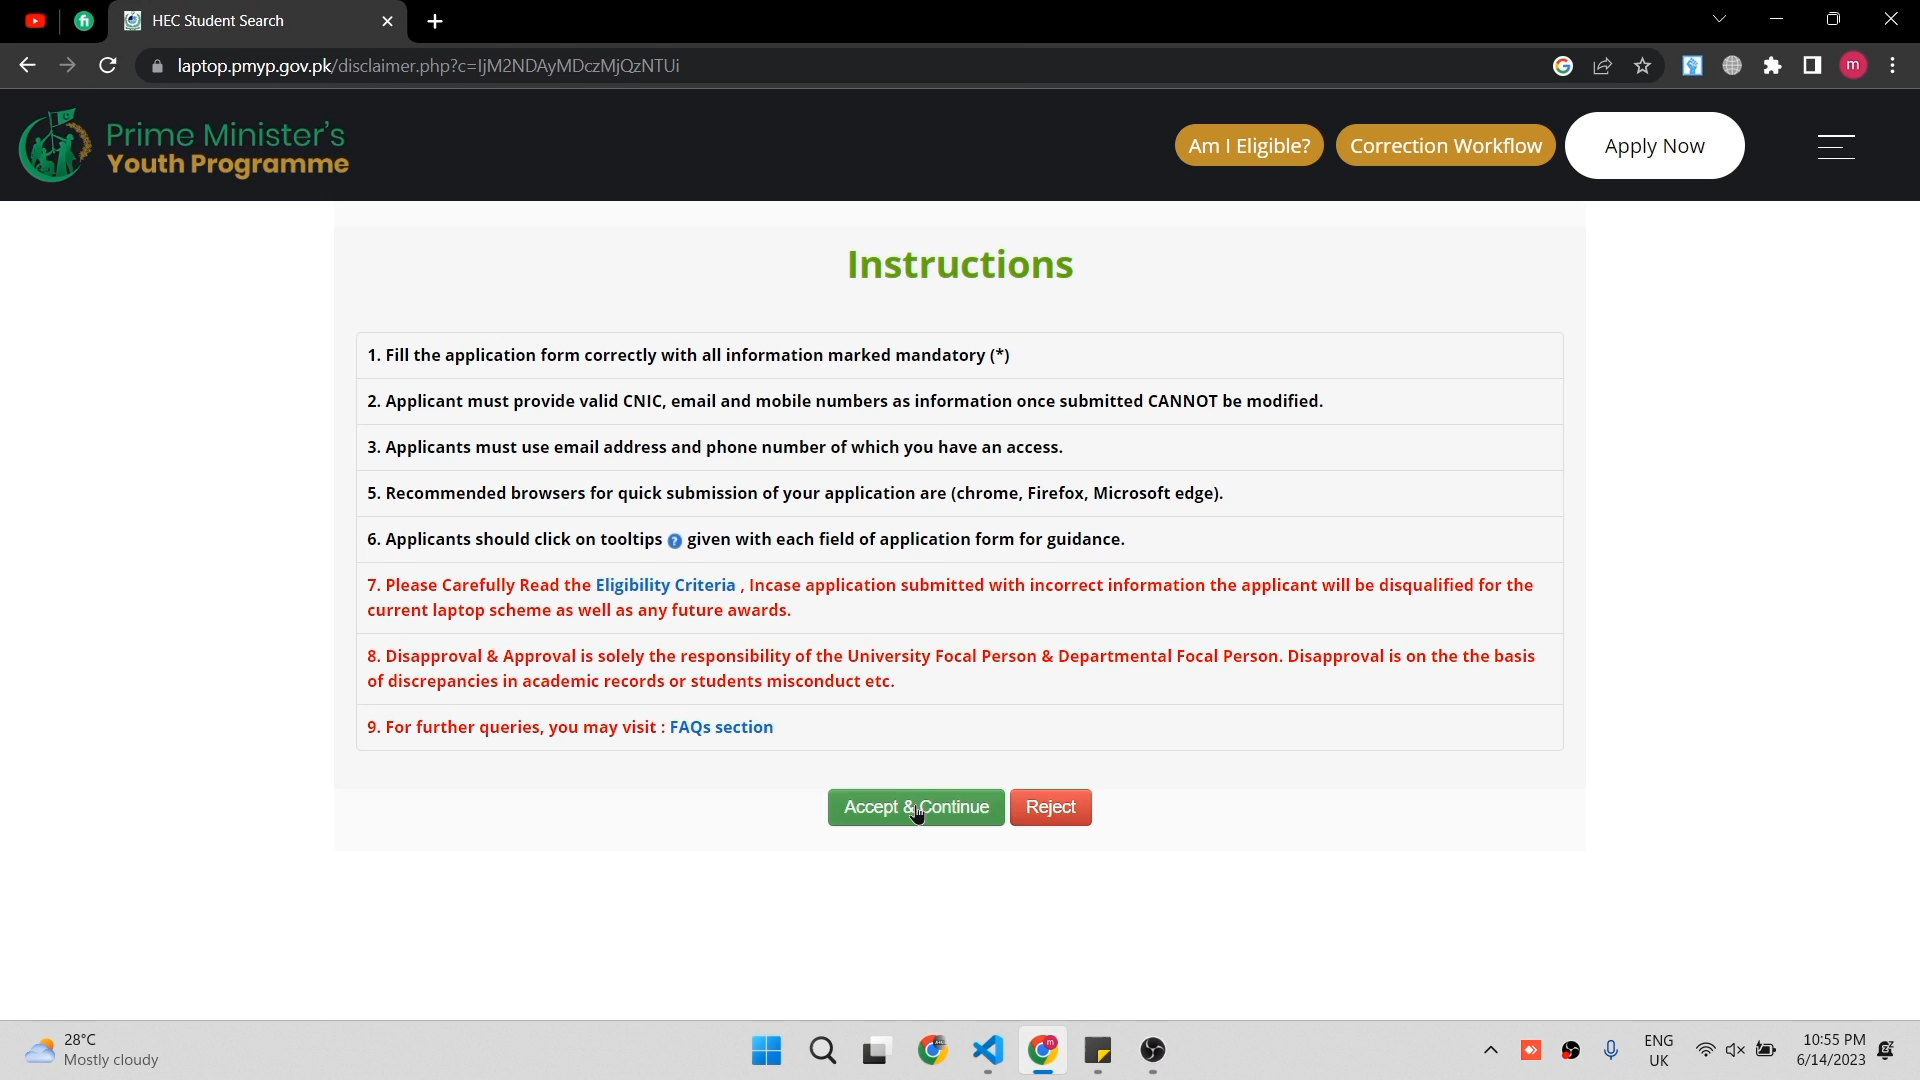 HEC Student Search
laptop.pmyp.gov.pk/disclaimer.php?c=IjM2NDAyMDczMjQzNTUi
m
Prime Minister's
Youth Programme
Am I Eligible?
Correction Workflow
Apply Now
Instructions
1. Fill the application form correctly with all information marked mandatory (*)
2. Applicant must provide valid CNIC, email and mobile numbers as information once submitted CANNOT be modified.
3. Applicants must use email address and phone number of which you have an access.
5. Recommended browsers for quick submission of your application are (chrome, Firefox, Microsoft edge).
6. Applicants should click on tooltips ? given with each field of application form for guidance.
7. Please Carefully Read the Eligibility Criteria , Incase application submitted with incorrect information the applicant will be disqualified for the
current laptop scheme as well as any future awards.
8. Disapproval & Approval is solely the responsibility of the University Focal Person & Departmental Focal Person. Disapproval is on the the basis
of discrepancies in academic records or students misconduct etc.
9. For further queries, you may visit : FAQs section
Accept & Continue
Reject
28°C
Mostly cloudy
ENG
UK
10:55 PM
6/14/2023